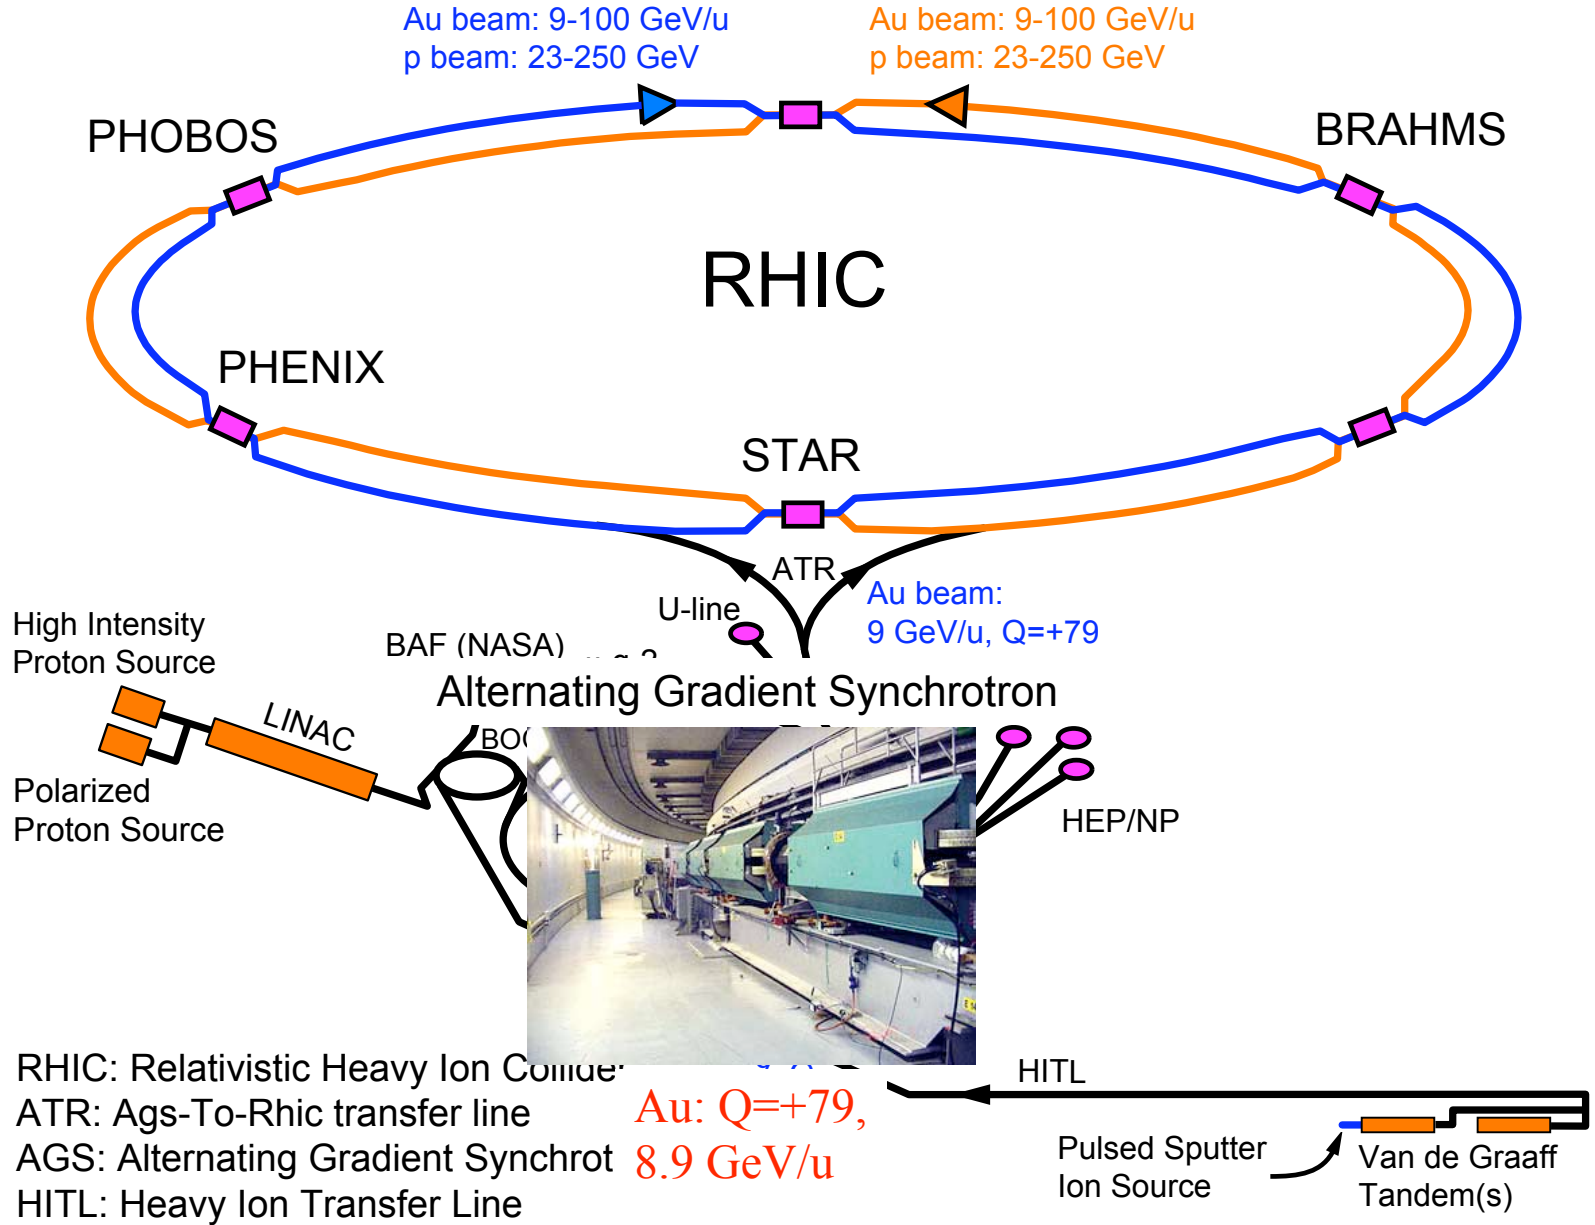 Au beam: 9-100 GeV/u
p beam: 23-250 GeV
Au beam: 9-100 GeV/u
p beam: 23-250 GeV
PHOBOS
BRAHMS
RHIC
PHENIX
STAR
ATR
U-line
Au beam:
9 GeV/u, Q=+79
High Intensity
Proton Source
BAF (NASA)
Alternating Gradient Synchrotron
LINAC
Polarized
Proton Source
HEP/NP
RHIC: Relativistic Heavy Ion Collider
ATR: Ags-To-Rhic transfer line
AGS: Alternating Gradient Synchrot
HITL: Heavy Ion Transfer Line
Au: Q=+79,
8.9 GeV/u
HITL
Pulsed Sputter
Ion Source
Van de Graaff
Tandem(s)